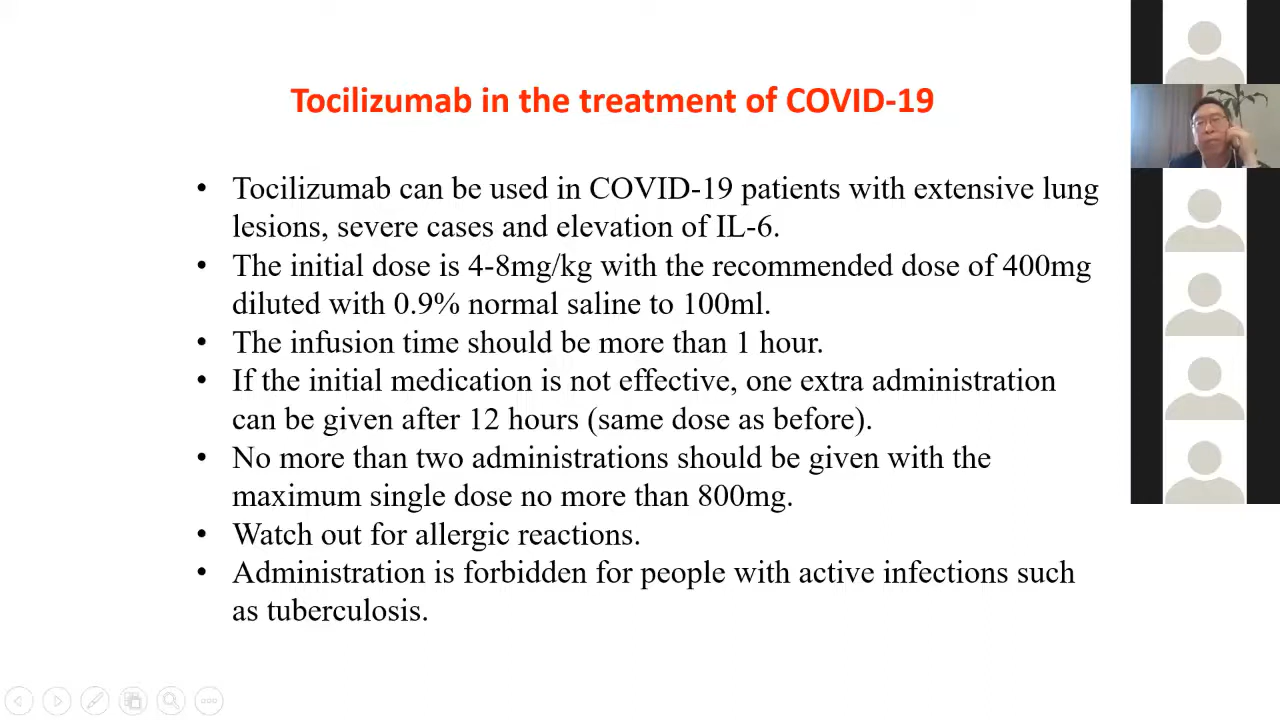 Tocilizumab in the treatment of COVID-19
• Tocilizumab can be used in COVID-19 patients with extensive lung
lesions, severe cases and elevation of IL-6.
• The initial dose is 4-8mg/kg with the recommended dose of 400mg
diluted with 0.9% normal saline to 100ml.
• The infusion time should be more than 1 hour.
• If the initial medication is not effective, one extra administration
can be given after 12 hours (same dose as before).
• No more than two administrations should be given with the
maximum single dose no more than 800mg.
• Watch out for allergic reactions.
• Administration is forbidden for people with active infections such
as tuberculosis.